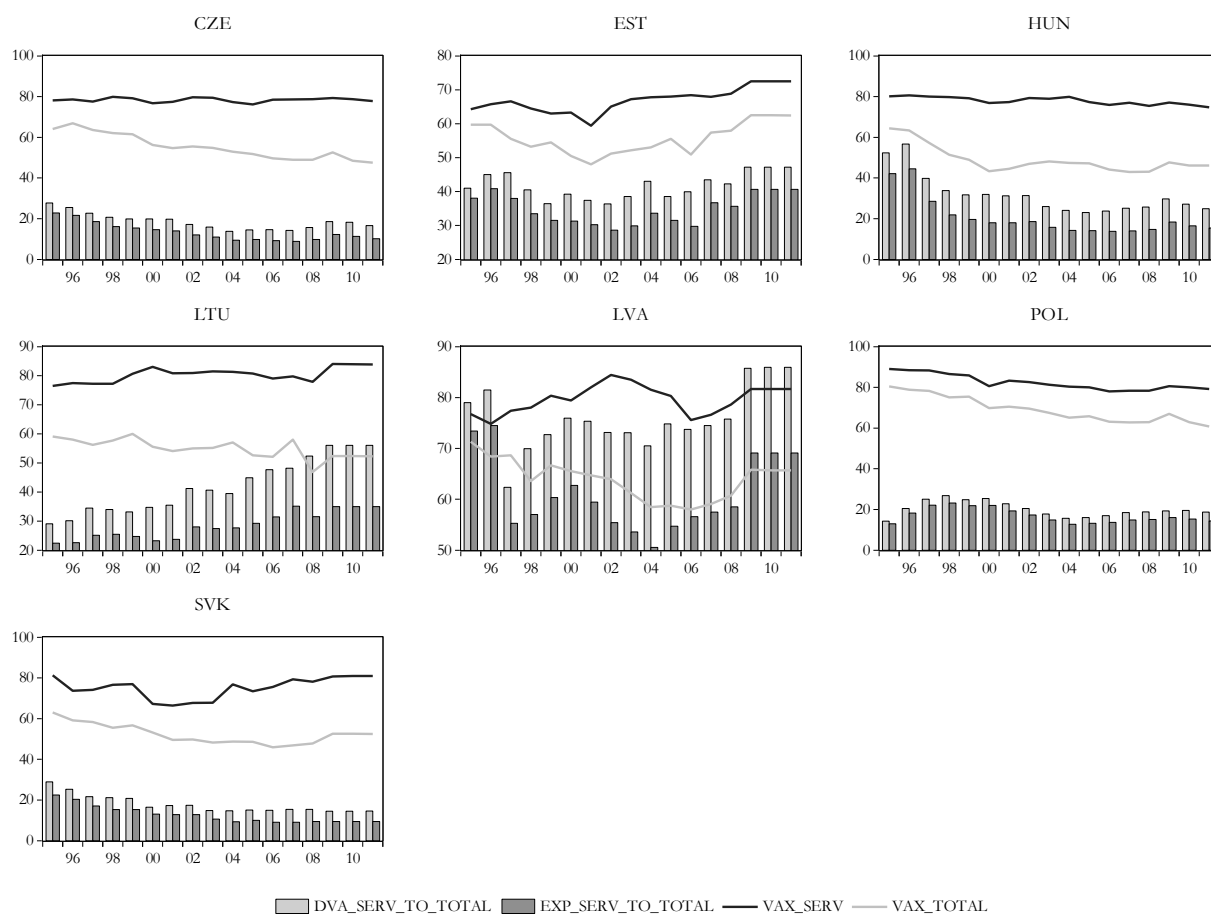 CZE EST HUN
100 80 100
80 70 80
60 60 60
50
40 40 40
20 30 20
0 20 0
96 98 00 02 04 06 08 10 96 98 00 02 04 06 08 10 96 98 00 02 04 06 08 10
LTU LVA POL
90 90 100
80 80 80
70
60 70 60
50 40
40 60
30 20
20 50 0
96 98 00 02 04 06 08 10 96 98 00 02 04 06 08 10 96 98 00 02 04 06 08 10
SVK
100
80
60
40
20
0
96 98 00 02 04 06 08 10
DVA_SERV_TO_TOTAL EXP_SERV_TO_TOTAL VAX_SERV VAX_TOTAL